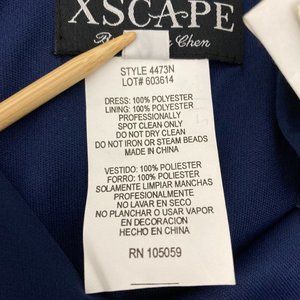 XSCAPE
Chen
STYLE 4473N
LOT# 603614
DRESS: 100% POLYESTER
LINING: 100% POLYESTER
PROFESSIONALLY
SPOT CLEAN ONLY
DO NOT DRY CLEAN
DO NOT IRON OR STEAM BEADS
MADE IN CHINA
VESTIDO: 100% POLIESTER
FORRO: 100% POLIESTER
SOLAMENTE LIMPIAR MANCHAS
PROFESIONALMENTE
NO LAVAR EN SECO
NO PLANCHAR O USAR VAPOR
EN DECORACION
HECHO EN CHINA
RN 105059